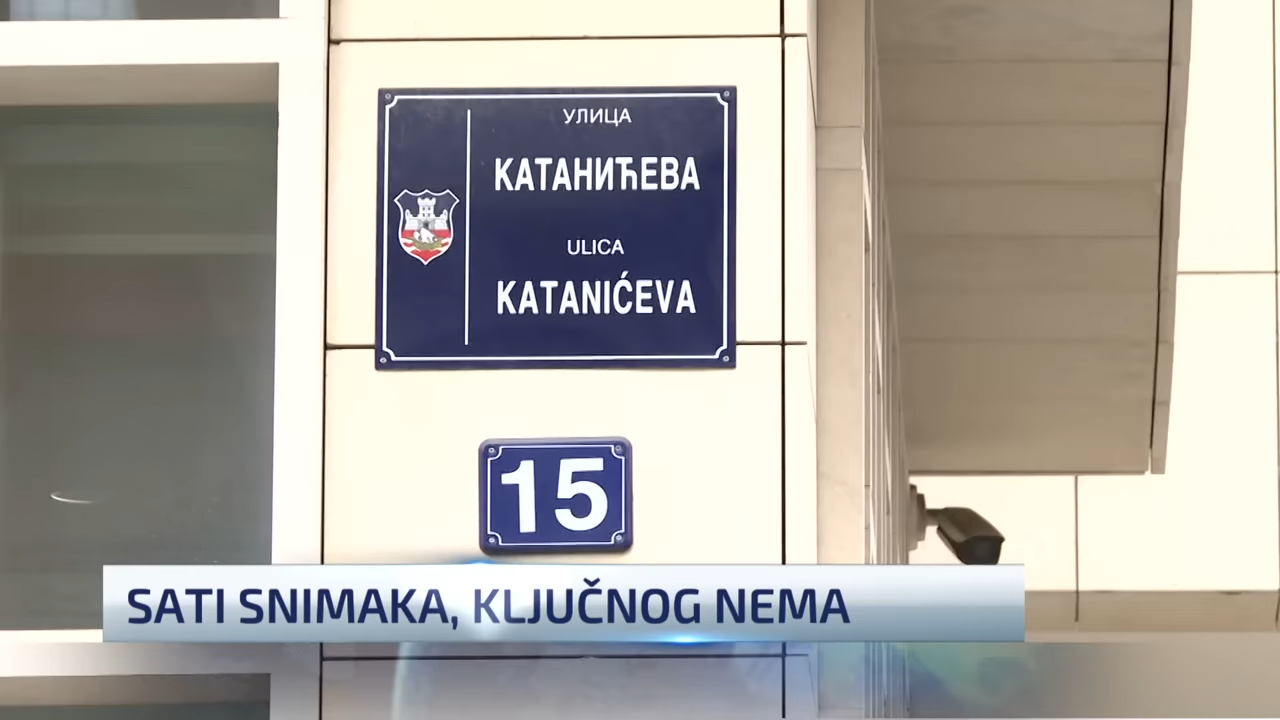 УЛИЦА
КАТАНИЋЕВА
ULICA
KATANIĆEVA
15
SATI SNIMAKA, KLJUČNOG NEMA